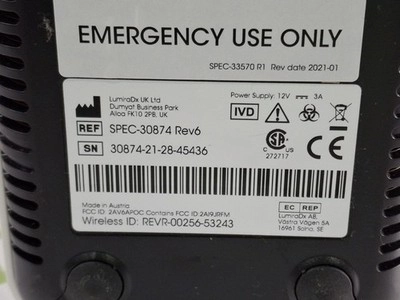 EMERGENCY USE ONLY
SPEC-33570 R1 Rev date 2021-01
Power Supply: 12V ⎓ 3A
LumiraDx UK Ltd
Dumyat Business Park
Alloa FK10 2PB, UK
IVD
REF SPEC-30874 Rev6
SN 30874-21-28-45436
CSA
272717
CE
Made in Austria
FCC ID: 2AV6APOC Contains FCC ID:2AI9JRFM
Wireless ID: REVR-00256-53243
EC REP
LumiraDx AB,
Västra Vägen 5A
16961 Solna, SE